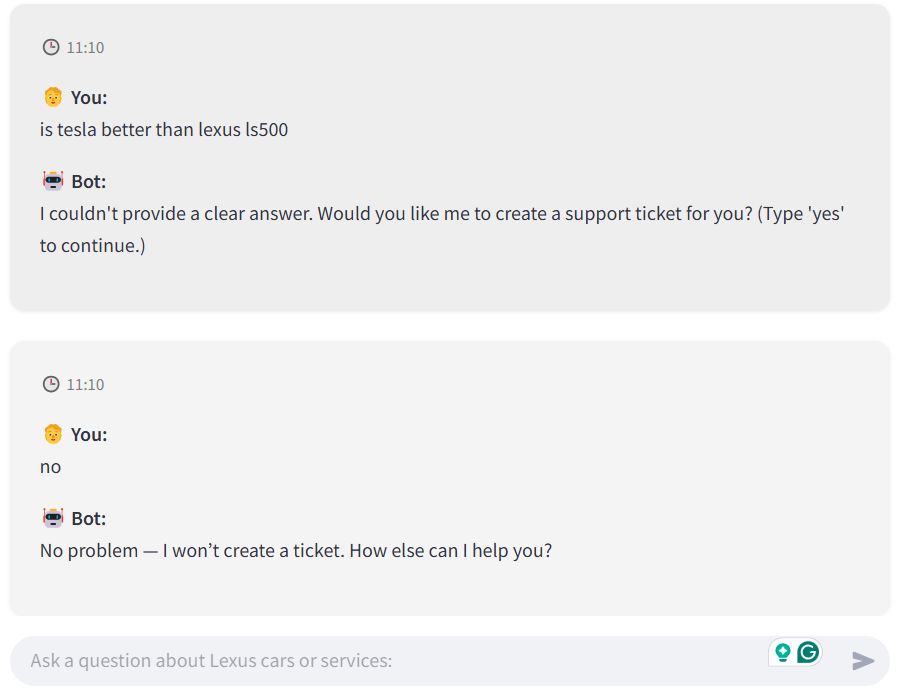 11:10
You:
is tesla better than lexus ls500
Bot:
I couldn't provide a clear answer. Would you like me to create a support ticket for you? (Type 'yes'
to continue.)
11:10
You:
no
Bot:
No problem — I won’t create a ticket. How else can I help you?
Ask a question about Lexus cars or services: